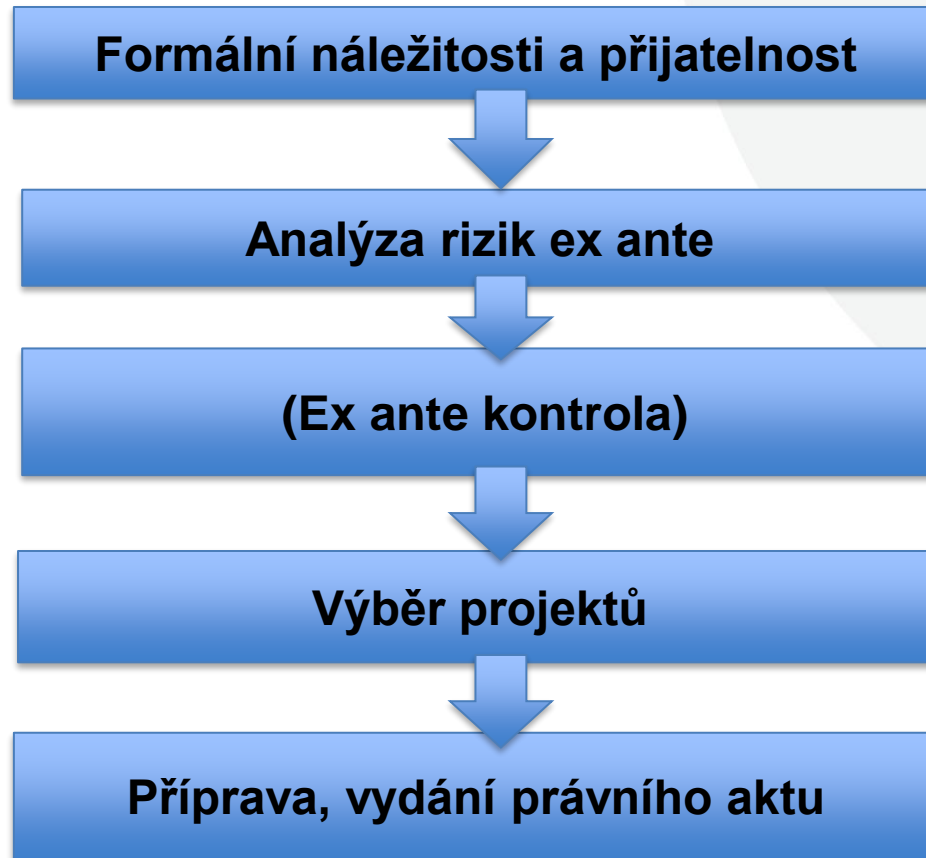 Formální náležitosti a přijatelnost
Analýza rizik ex ante
(Ex ante kontrola)
Výběr projektů
Příprava, vydání právního aktu